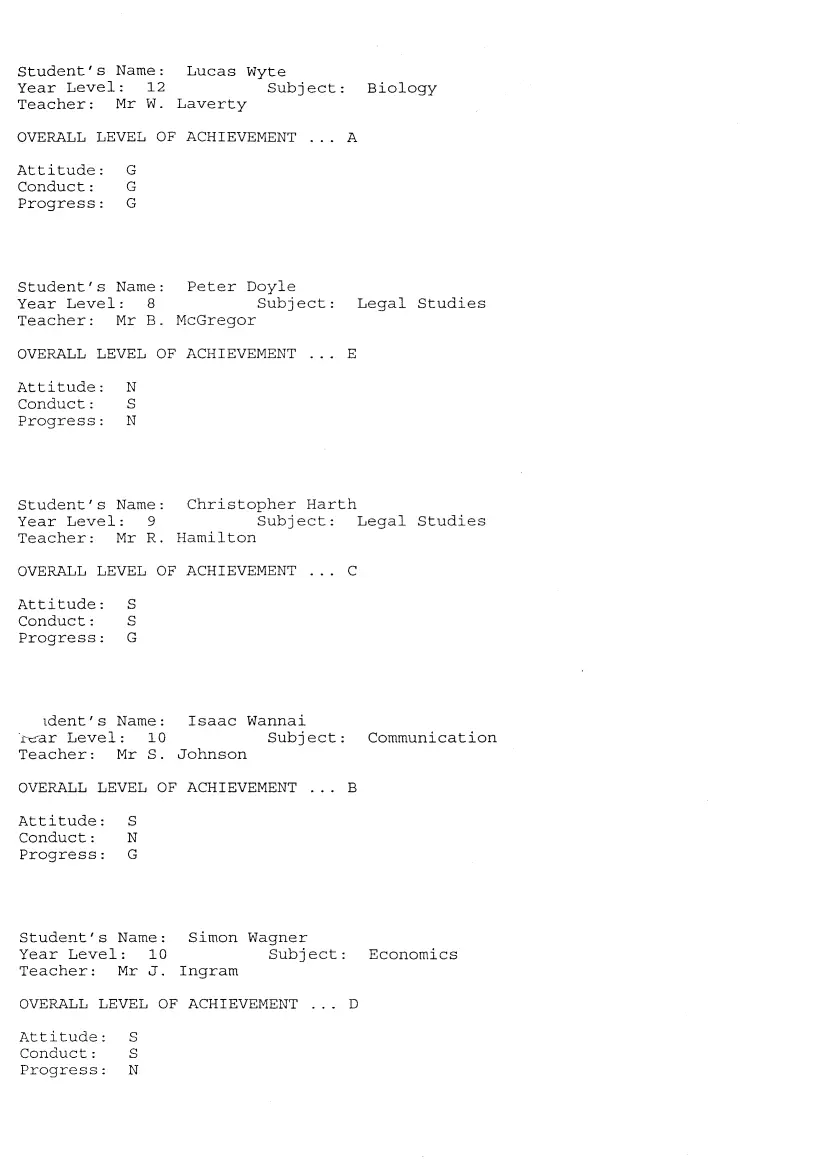 Student's Name: Lucas Wyte
Year Level: 12 Subject: Biology
Teacher: Mr W. Laverty
OVERALL LEVEL OF ACHIEVEMENT ... A
Attitude: G
Conduct: G
Progress: G
Student's Name: Peter Doyle
Year Level: 8 Subject: Legal Studies
Teacher: Mr B. McGregor
OVERALL LEVEL OF ACHIEVEMENT ... E
Attitude: N
Conduct: S
Progress: N
Student's Name: Christopher Harth
Year Level: 9 Subject: Legal Studies
Teacher: Mr R. Hamilton
OVERALL LEVEL OF ACHIEVEMENT ... C
Attitude: S
Conduct: S
Progress: G
dent's Name: Isaac Wannai
Year Level: 10 Subject: Communication
Teacher: Mr S. Johnson
OVERALL LEVEL OF ACHIEVEMENT ... B
Attitude: S
Conduct: N
Progress: G
Student's Name: Simon Wagner
Year Level: 10 Subject: Economics
Teacher: Mr J. Ingram
OVERALL LEVEL OF ACHIEVEMENT ... D
Attitude: S
Conduct: S
Progress: N